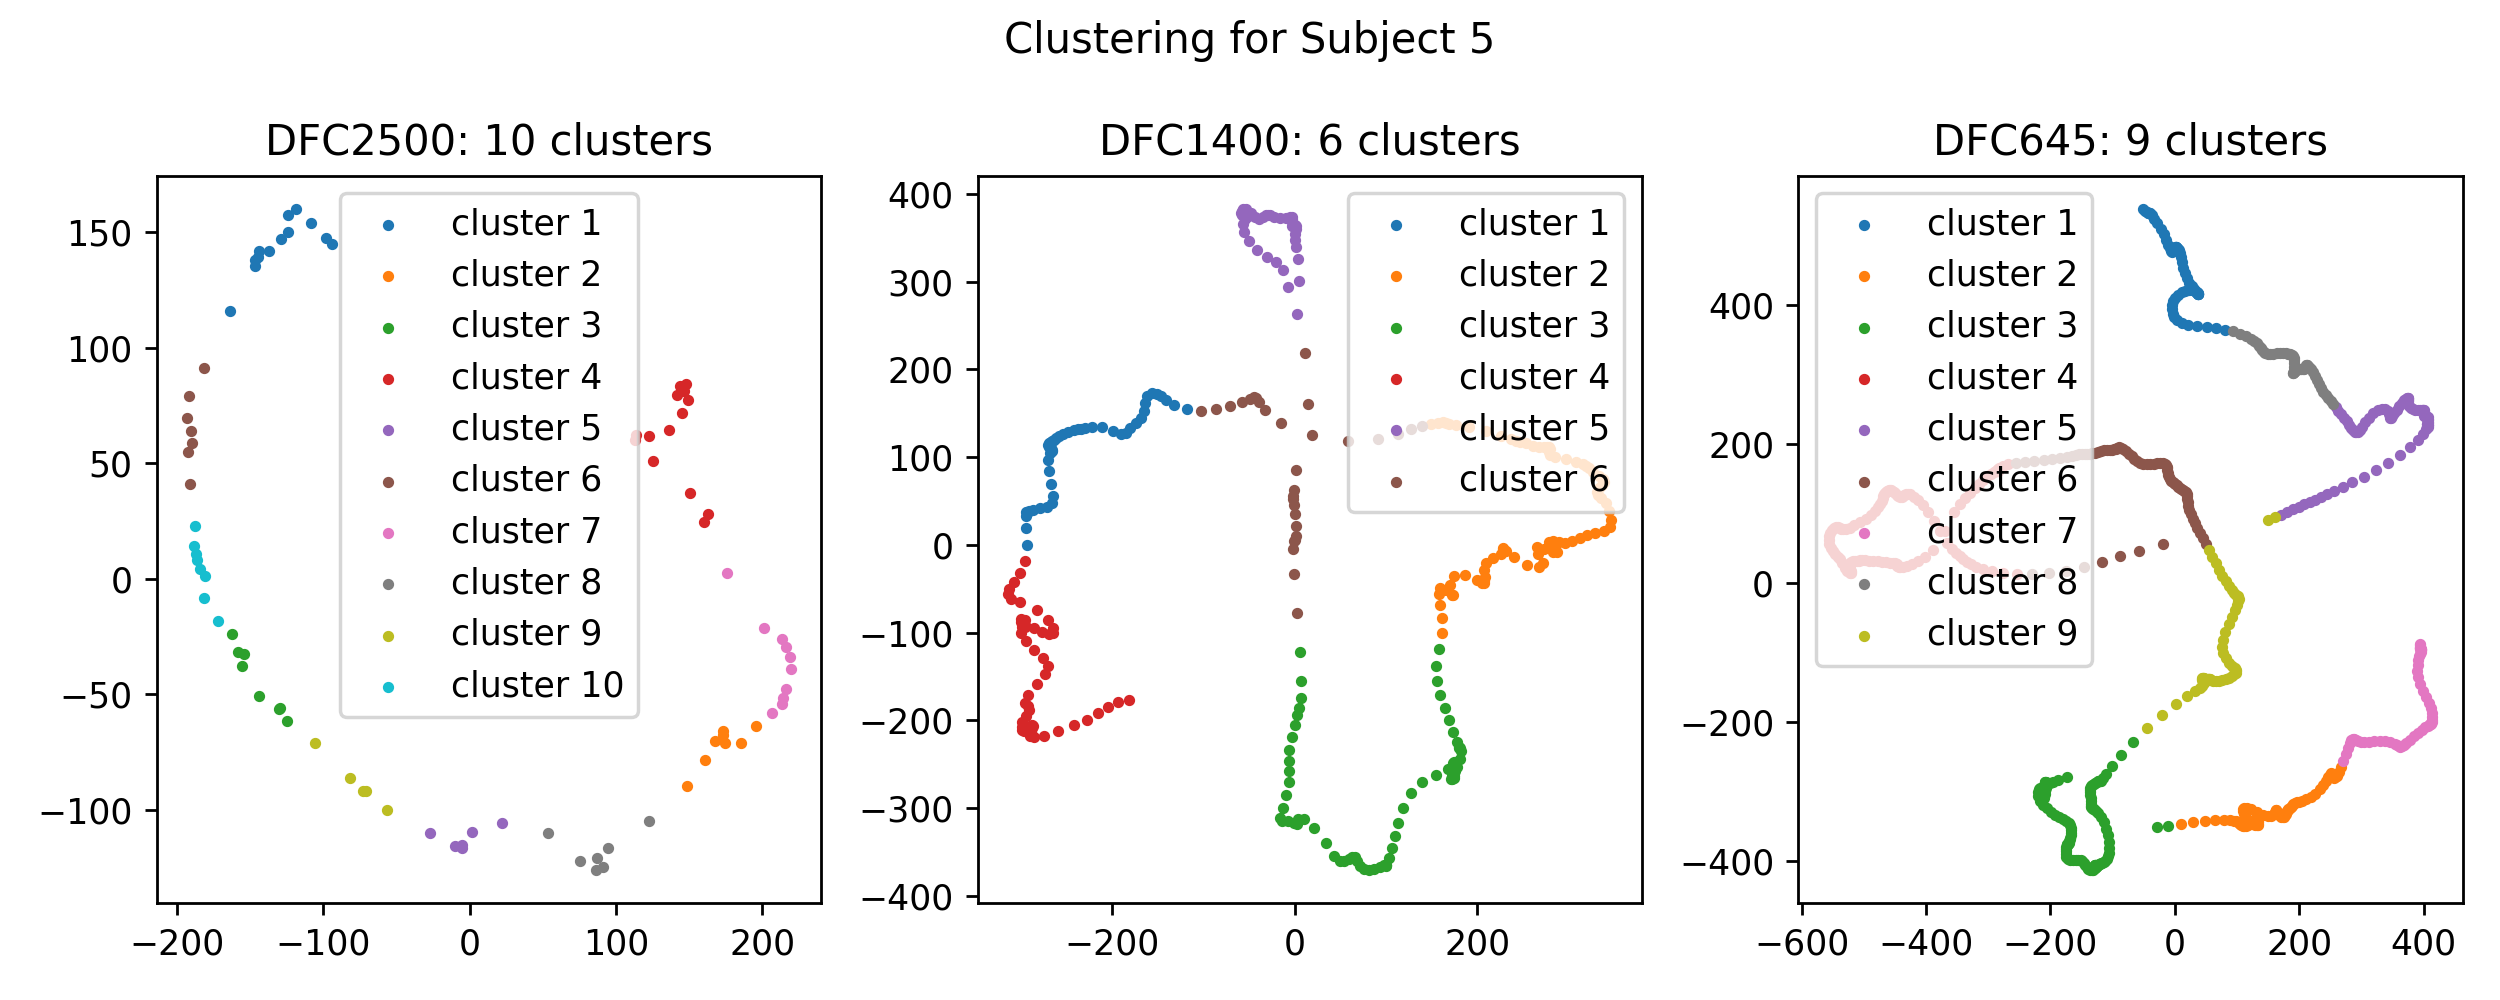 Clustering for Subject 5
DFC2500: 10 clusters
150
100
50
0
−50
−100
−200 −100 0 100 200
cluster 1
cluster 2
cluster 3
cluster 4
cluster 5
cluster 6
cluster 7
cluster 8
cluster 9
cluster 10
DFC1400: 6 clusters
400
300
200
100
0
−100
−200
−300
−400
−200 0 200
cluster 1
cluster 2
cluster 3
cluster 4
cluster 5
cluster 6
DFC645: 9 clusters
400
200
0
−200
−400
−600 −400 −200 0 200 400
cluster 1
cluster 2
cluster 3
cluster 4
cluster 5
cluster 6
cluster 7
cluster 8
cluster 9